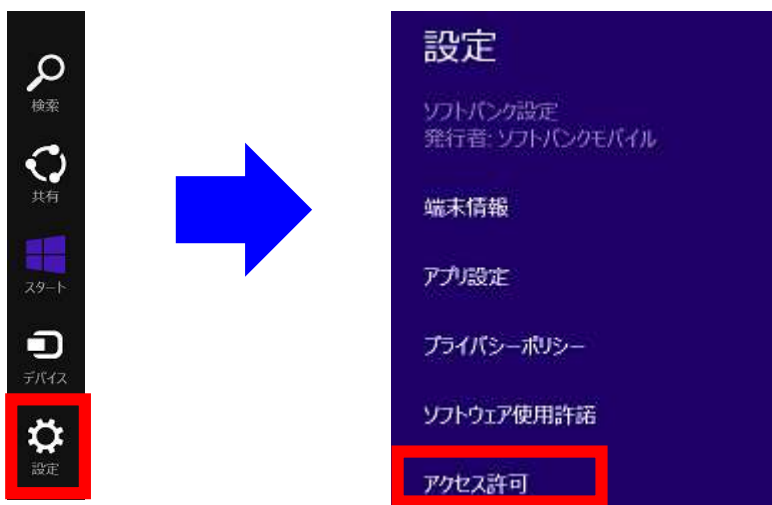 検索
共有
スタート
デバイス
設定
設定
ソフトバンク設定
発行者: ソフトバンクモバイル
端末情報
アプリ設定
プライバシーポリシー
ソフトウェア使用許諾
アクセス許可